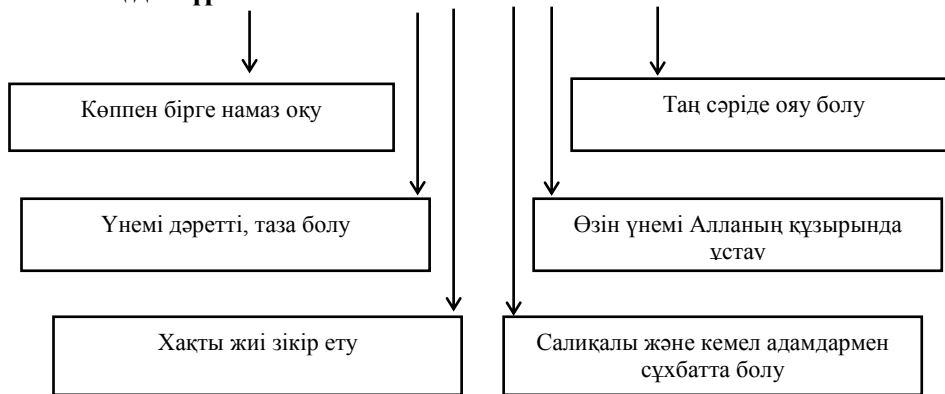 Көппен бірге намаз оқу
Таң сәріде ояу болу
Үнемі дәретті, таза болу
Өзін үнемі Алланың құзырында
ұстау
Хақты жиі зікір ету
Салиқалы және кемел адамдармен
сұхбатта болу